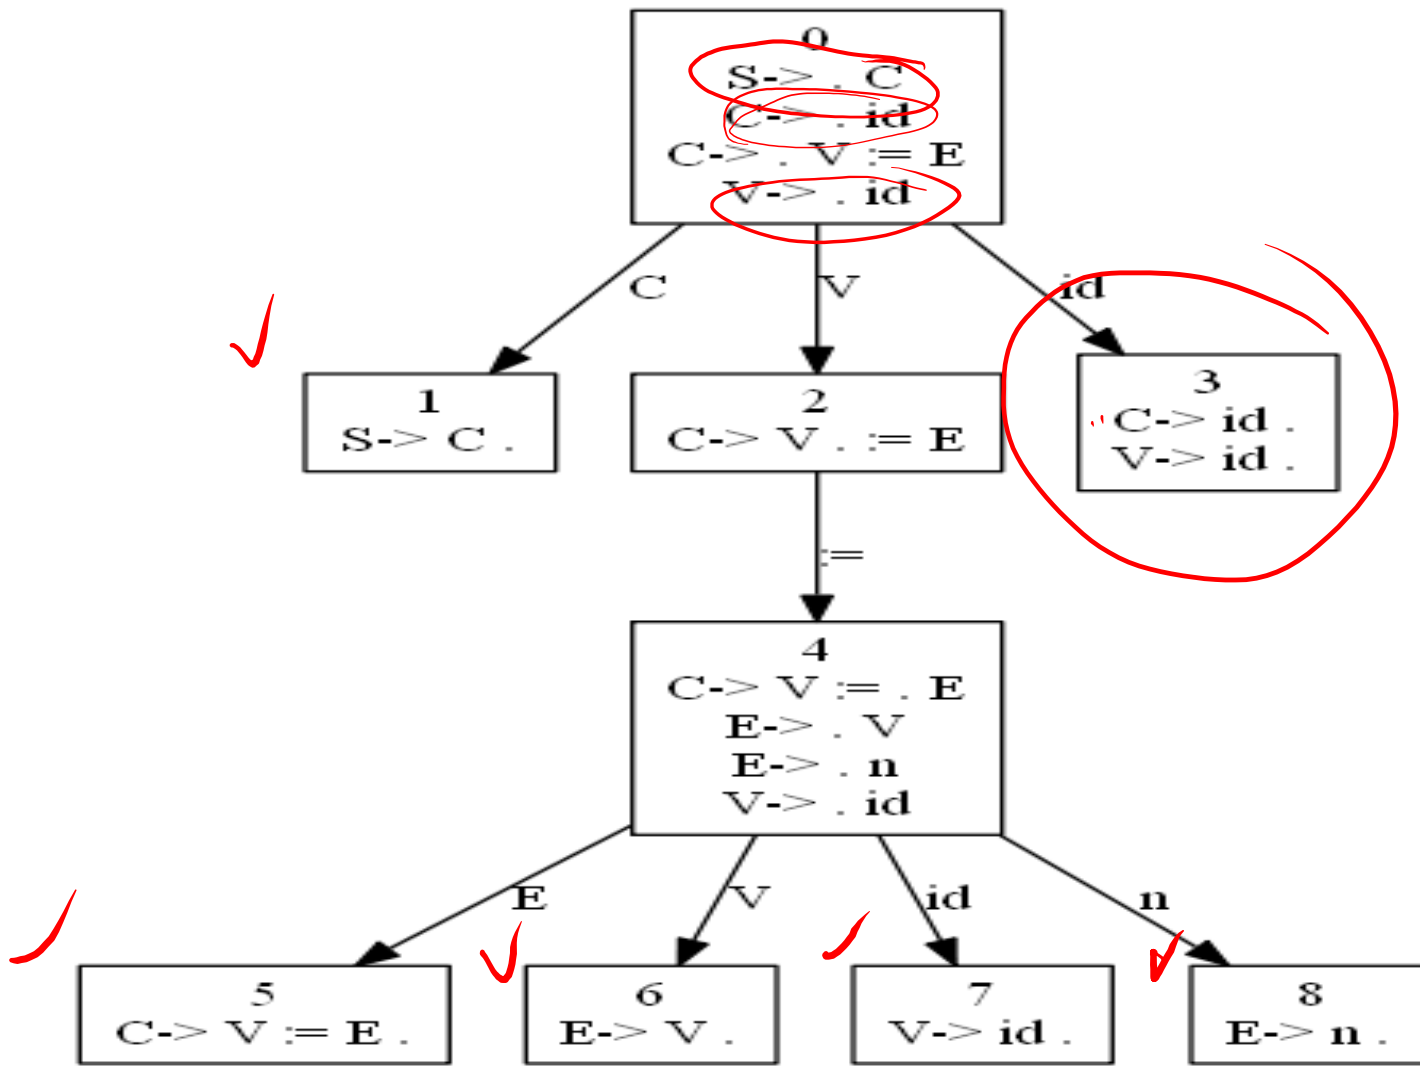 0
S-> . C
C-> . id
C-> . V := E
V-> . id
C
V
id
1
S-> C .
2
C-> V . := E
3
C-> id .
V-> id .
:=
4
C-> V := . E
E-> . V
E-> . n
V-> . id
E
V
id
n
5
C-> V := E .
6
E-> V .
7
V-> id .
8
E-> n .